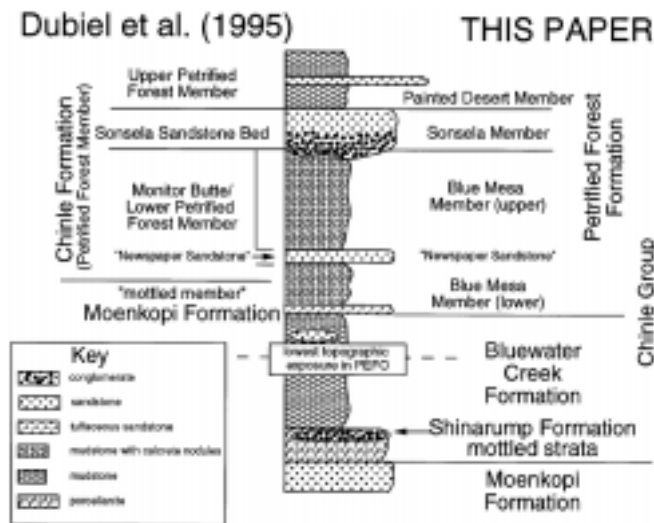 Dubiel et al. (1995)
THIS PAPER
Upper Petrified
Forest Member
Sonsela Sandstone Bed
Monitor Butte/
Lower Petrified
Forest Member
"Newspaper Sandstone"
"mottled member"
Moenkopi Formation
Chinle Formation
(Petrified Forest Member)
Painted Desert Member
Sonsela Member
Blue Mesa
Member (upper)
"Newspaper Sandstone"
Blue Mesa
Member (lower)
Petrified Forest
Formation
Chinle Group
lowest topographic
exposure in PEFO
Bluewater
Creek
Formation
Shinarump Formation
mottled strata
Moenkopi
Formation
Key
conglomerate
sandstone
tuffaceous sandstone
mudstone with calcrete nodules
mudstone
porcellanite